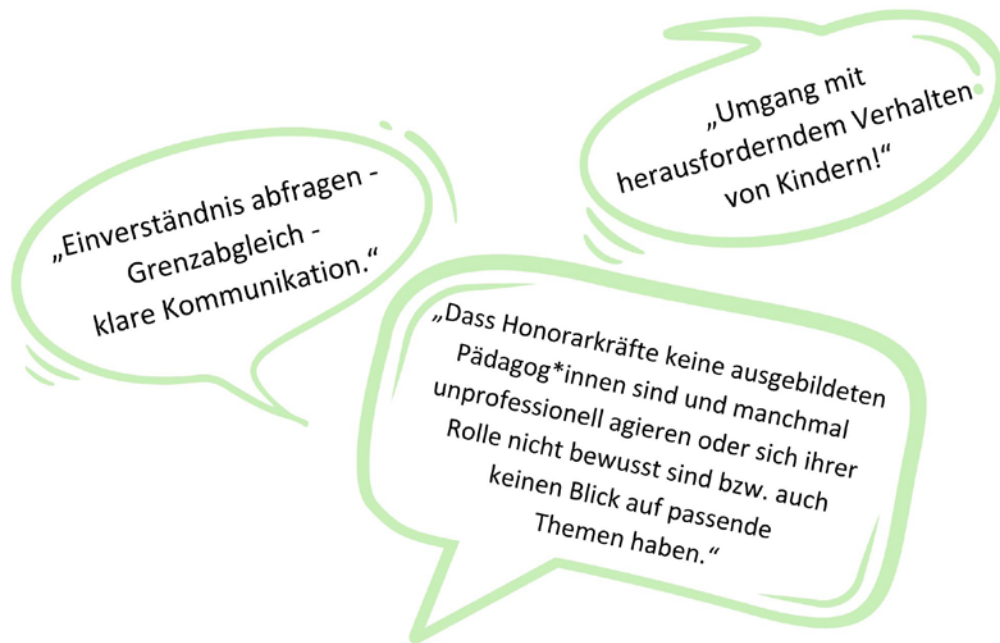 „Umgang mit
herausforderndem Verhalten
von Kindern!“
„Einverständnis abfragen -
Grenzabgleich -
klare Kommunikation.“
„Dass Honorarkräfte keine ausgebildeten
Pädagog*innen sind und manchmal
unprofessionell agieren oder sich ihrer
Rolle nicht bewusst sind bzw. auch
keinen Blick auf passende
Themen haben.“